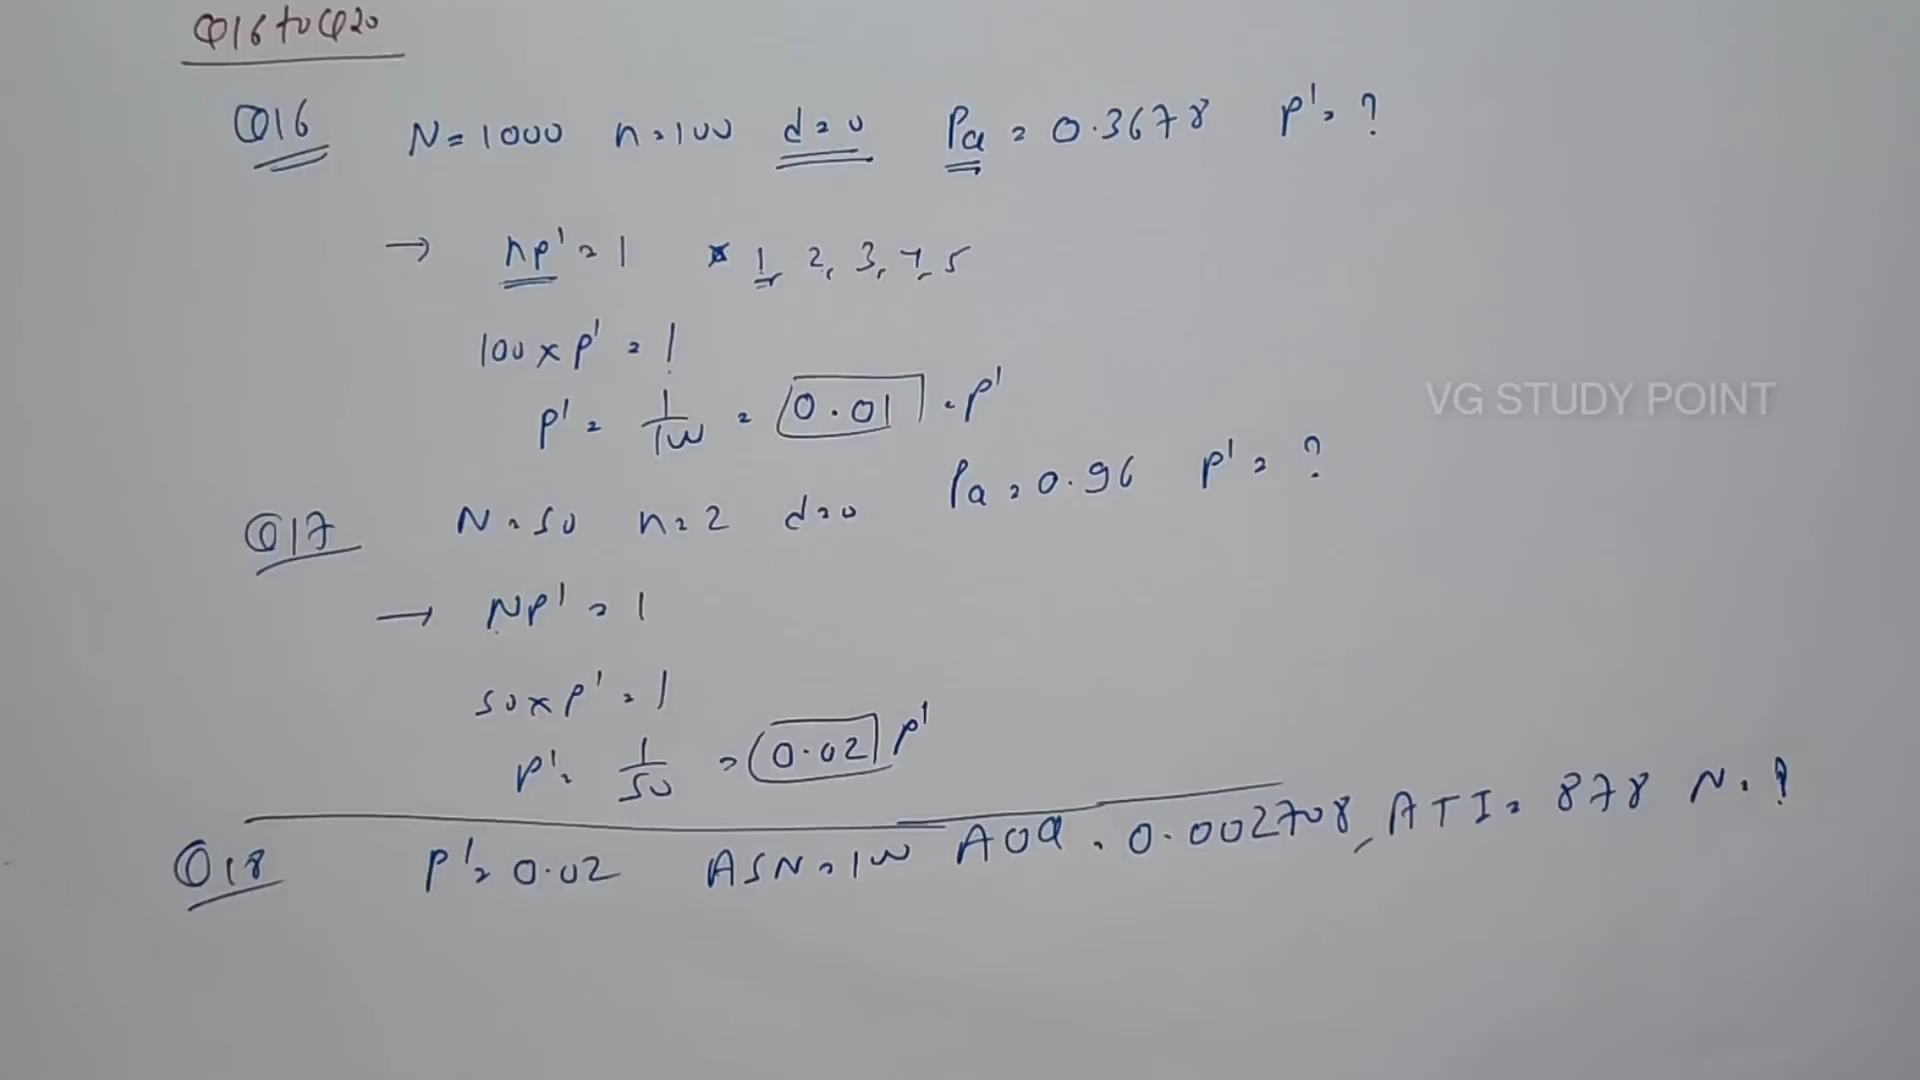 Q16 to Q20
Q16 N = 1000 n = 100 d = 0 Pa = 0.3678 p' = ?
→ np' = 1 * 1, 2, 3, 4, 5
100 x p' = 1
p' = 1/100 = 0.01 = p'
VG STUDY POINT
Q17 N = 50 n = 2 d = 0 Pa = 0.96 p' = ?
→ Np' = 1
50 x p' = 1
p' = 1/50 = 0.02 p'
Q18 p' = 0.02 ASN = 100 AOQ = 0.002708, ATI = 878 N = ?